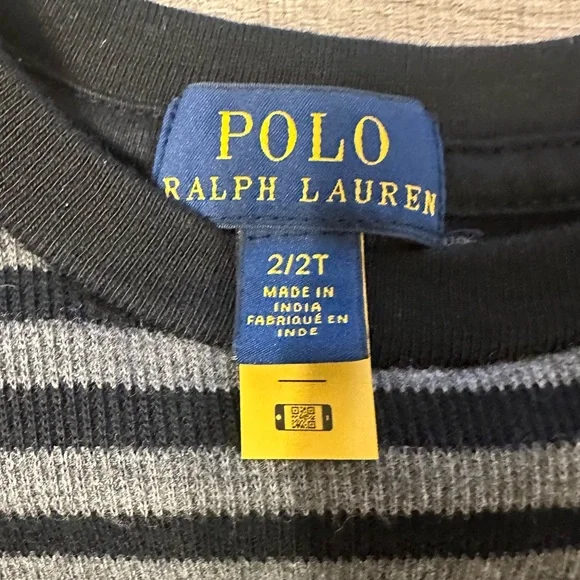 POLO
RALPH LAUREN
2/2T
MADE IN
INDIA
FABRIQUÉ EN
INDE